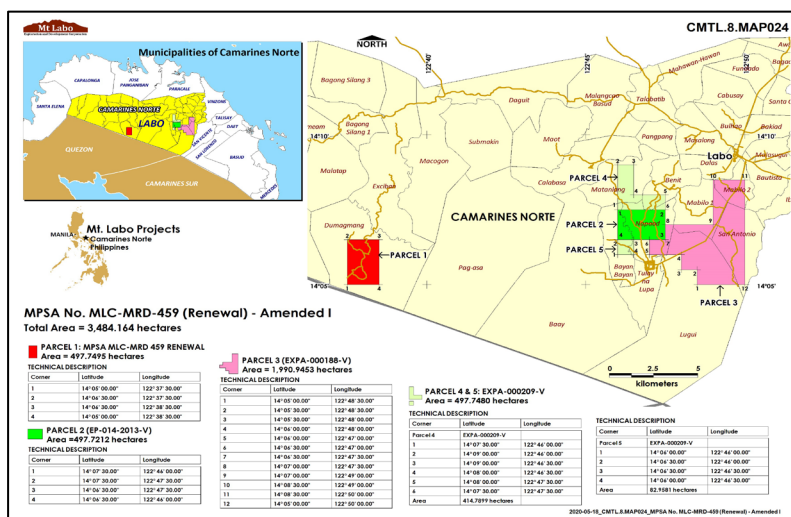 Mt Labo
Exploration and Development Corporation
CMTL.8.MAP024
Municipalities of Camarines Norte
CAPALONGA
JOSE PANGANIBAN
PARACALE
VINZONS
SANTA ELENA
CAMARINES NORTE
TALISAY
LABO
DAET
SAN VICENTE
SAN LORENZO
BASUD
MERCEDES
QUEZON
CAMARINES SUR
MANILA
Mt. Labo Projects
Camarines Norte
Philippines
NORTH
122°40'
122°45'
122°50'
14°10'
14°10'
14°05'
14°05'
Bagong Silang 3
Daguit
Malangcao Basud
Talobatib
Mahawan-Hawan
Fundado
Cabusay
Bagong Silang 1
Submakin
Maot
Pangpang
Masalong
Bulhao
Bakiad
Labo
Dalas
Malasugui
Malatap
Macogon
Calabasa
PARCEL 4
Matanlang
Benit
Mabilo 2
Bautista
Exciban
Mabilo 1
Dumagmang
CAMARINES NORTE
PARCEL 2
Napaod
San Antonio
PARCEL 1
PARCEL 5
Pag-asa
Bayan Bayan
Tulay na Lupa
PARCEL 3
Baay
Lugui
0 2.5 5
kilometers
MPSA No. MLC-MRD-459 (Renewal) - Amended I
Total Area = 3,484.164 hectares
PARCEL 1: MPSA MLC-MRD 459 RENEWAL
Area = 497.7495 hectares
TECHNICAL DESCRIPTION
Corner Latitude Longitude
1 14°05'00.00" 122°37'30.00"
2 14°06'30.00" 122°37'30.00"
3 14°06'30.00" 122°38'30.00"
4 14°05'00.00" 122°38'30.00"
PARCEL 2 (EP-014-2013-V)
Area =497.7212 hectares
TECHNICAL DESCRIPTION
Corner Latitude Longitude
1 14°07'30.00" 122°46'00.00"
2 14°07'30.00" 122°47'30.00"
3 14°06'30.00" 122°47'30.00"
4 14°06'30.00" 122°46'00.00"
PARCEL 3 (EXPA-000188-V)
Area = 1,990.9453 hectares
TECHNICAL DESCRIPTION
Corner Latitude Longitude
1 14°05'00.00" 122°48'30.00"
2 14°05'30.00" 122°48'30.00"
3 14°05'30.00" 122°48'00.00"
4 14°06'00.00" 122°48'00.00"
5 14°06'00.00" 122°47'00.00"
6 14°06'30.00" 122°47'00.00"
7 14°06'30.00" 122°47'30.00"
8 14°07'00.00" 122°47'30.00"
9 14°07'00.00" 122°49'00.00"
10 14°08'30.00" 122°49'00.00"
11 14°08'30.00" 122°50'00.00"
12 14°05'00.00" 122°50'00.00"
PARCEL 4 & 5: EXPA-000209-V
Area = 497.7480 hectares
TECHNICAL DESCRIPTION
Corner Latitude Longitude
Parcel 4 EXPA-000209-V
1 14°07'30.00" 122°46'00.00"
2 14°09'00.00" 122°46'00.00"
3 14°09'00.00" 122°46'30.00"
4 14°08'00.00" 122°46'30.00"
5 14°08'00.00" 122°47'30.00"
6 14°07'30.00" 122°47'30.00"
Area 414.7899 hectares
TECHNICAL DESCRIPTION
Corner Latitude Longitude
Parcel 5 EXPA-000209-V
1 14°06'00.00" 122°46'00.00"
2 14°06'30.00" 122°46'00.00"
3 14°06'30.00" 122°46'30.00"
4 14°06'00.00" 122°46'30.00"
Area 82.9581 hectares
2020-05-18_CMTL.8.MAP024_MPSA No. MLC-MRD-459 (Renewal) - Amended I